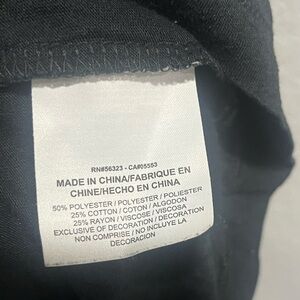 RN#56323 - CA#05553
MADE IN CHINA/FABRIQUE EN
CHINE/HECHO EN CHINA
50% POLYESTER / POLYESTER / POLIESTER
25% COTTON / COTON / ALGODON
25% RAYON / VISCOSE / VISCOSA
EXCLUSIVE OF DECORATION / DECORATION
NON COMPRISE / NO INCLUYE LA
DECORACION